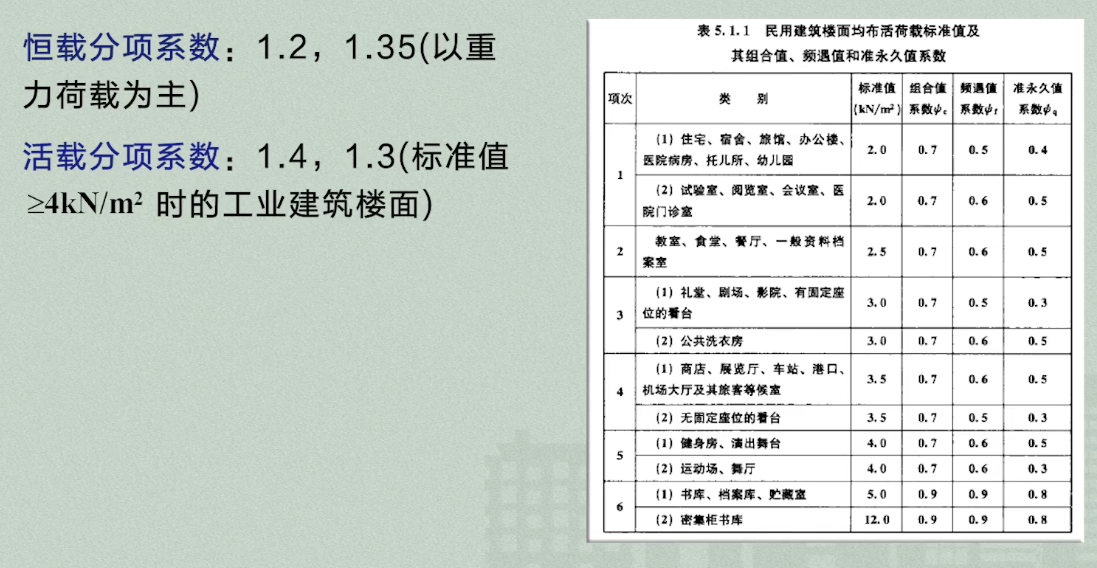 恒载分项系数：1.2，1.35(以重
力荷载为主)
活载分项系数：1.4，1.3(标准值
≥4kN/m² 时的工业建筑楼面)
表 5.1.1 民用建筑楼面均布活荷载标准值及
其组合值、频遇值和准永久值系数
项次 类 别 标准值 (kN/m²) 组合值 系数ψc 频遇值 系数ψf 准永久值 系数ψq
1 (1) 住宅、宿舍、旅馆、办公楼、 医院病房、托儿所、幼儿园 2.0 0.7 0.5 0.4
(2) 试验室、阅览室、会议室、医 院门诊室 2.0 0.7 0.6 0.5
2 教室、食堂、餐厅、一般资料档 案室 2.5 0.7 0.6 0.5
3 (1) 礼堂、剧场、影院、有固定座 位的看台 3.0 0.7 0.5 0.3
(2) 公共洗衣房 3.0 0.7 0.6 0.5
4 (1) 商店、展览厅、车站、港口、 机场大厅及其旅客等候室 3.5 0.7 0.6 0.5
(2) 无固定座位的看台 3.5 0.7 0.5 0.3
5 (1) 健身房、演出舞台 4.0 0.7 0.6 0.5
(2) 运动场、舞厅 4.0 0.7 0.6 0.3
6 (1) 书库、档案库、贮藏室 5.0 0.9 0.9 0.8
(2) 密集柜书库 12.0 0.9 0.9 0.8